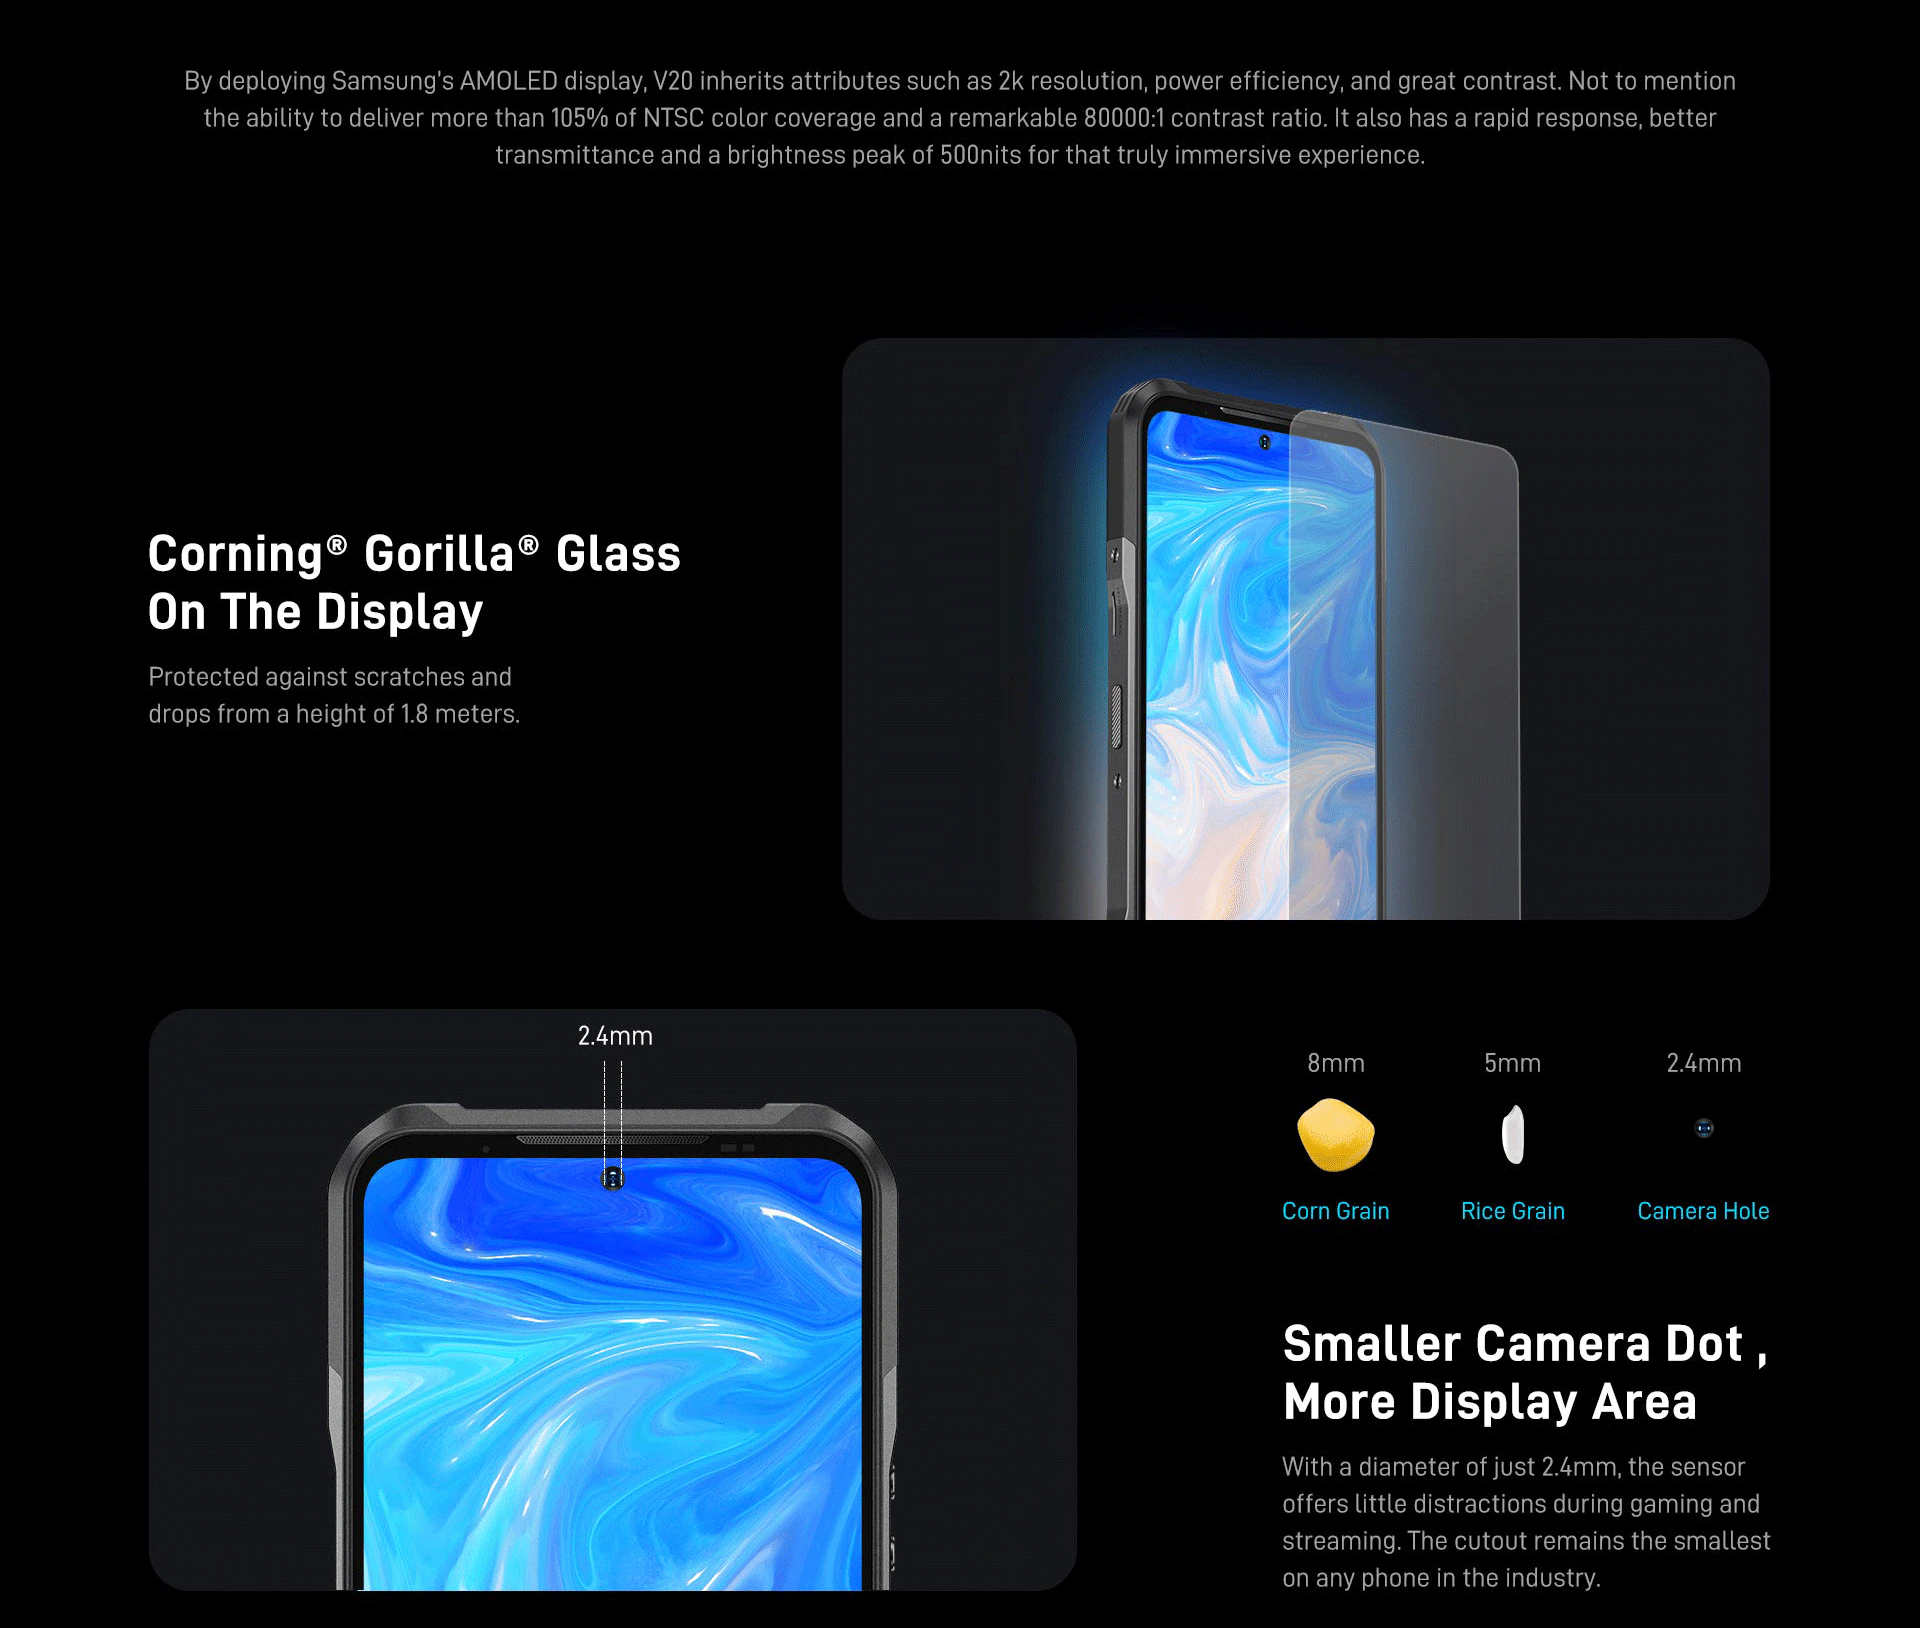 By deploying Samsung's AMOLED display, V20 inherits attributes such as 2k resolution, power efficiency, and great contrast. Not to mention
the ability to deliver more than 105% of NTSC color coverage and a remarkable 80000:1 contrast ratio. It also has a rapid response, better
transmittance and a brightness peak of 500nits for that truly immersive experience.
Corning® Gorilla® Glass
On The Display
Protected against scratches and
drops from a height of 1.8 meters.
2.4mm
8mm 5mm 2.4mm
Corn Grain Rice Grain Camera Hole
Smaller Camera Dot ,
More Display Area
With a diameter of just 2.4mm, the sensor
offers little distractions during gaming and
streaming. The cutout remains the smallest
on any phone in the industry.